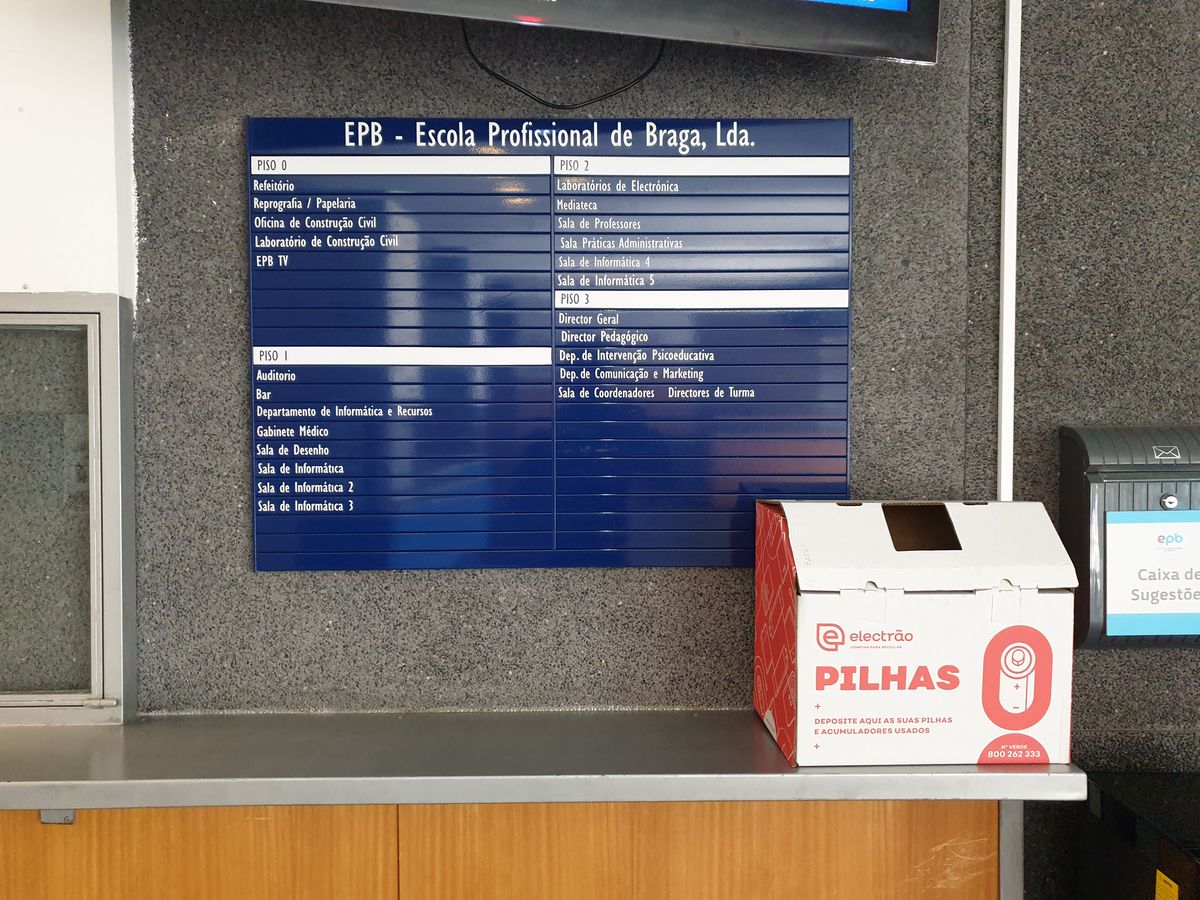 EPB - Escola Profissional de Braga, Lda.
PISO 0
Refeitório
Reprografia / Papelaria
Oficina de Construção Civil
Laboratório de Construção Civil
EPB TV
PISO 1
Auditorio
Bar
Departamento de Informática e Recursos
Gabinete Médico
Sala de Desenho
Sala de Informática
Sala de Informática 2
Sala de Informática 3
PISO 2
Laboratórios de Electrónica
Mediateca
Sala de Professores
Sala Práticas Administrativas
Sala de Informática 4
Sala de Informática 5
PISO 3
Director Geral
Director Pedagógico
Dep. de Intervenção Psicoeducativa
Dep. de Comunicação e Marketing
Sala de Coordenadores Directores de Turma
electrão
CONFIAR PARA RECICLAR
PILHAS
+
DEPOSITE AQUI AS SUAS PILHAS
E ACUMULADORES USADOS
+
Nº VERDE
800 262 333
epb
Caixa de
Sugestõe